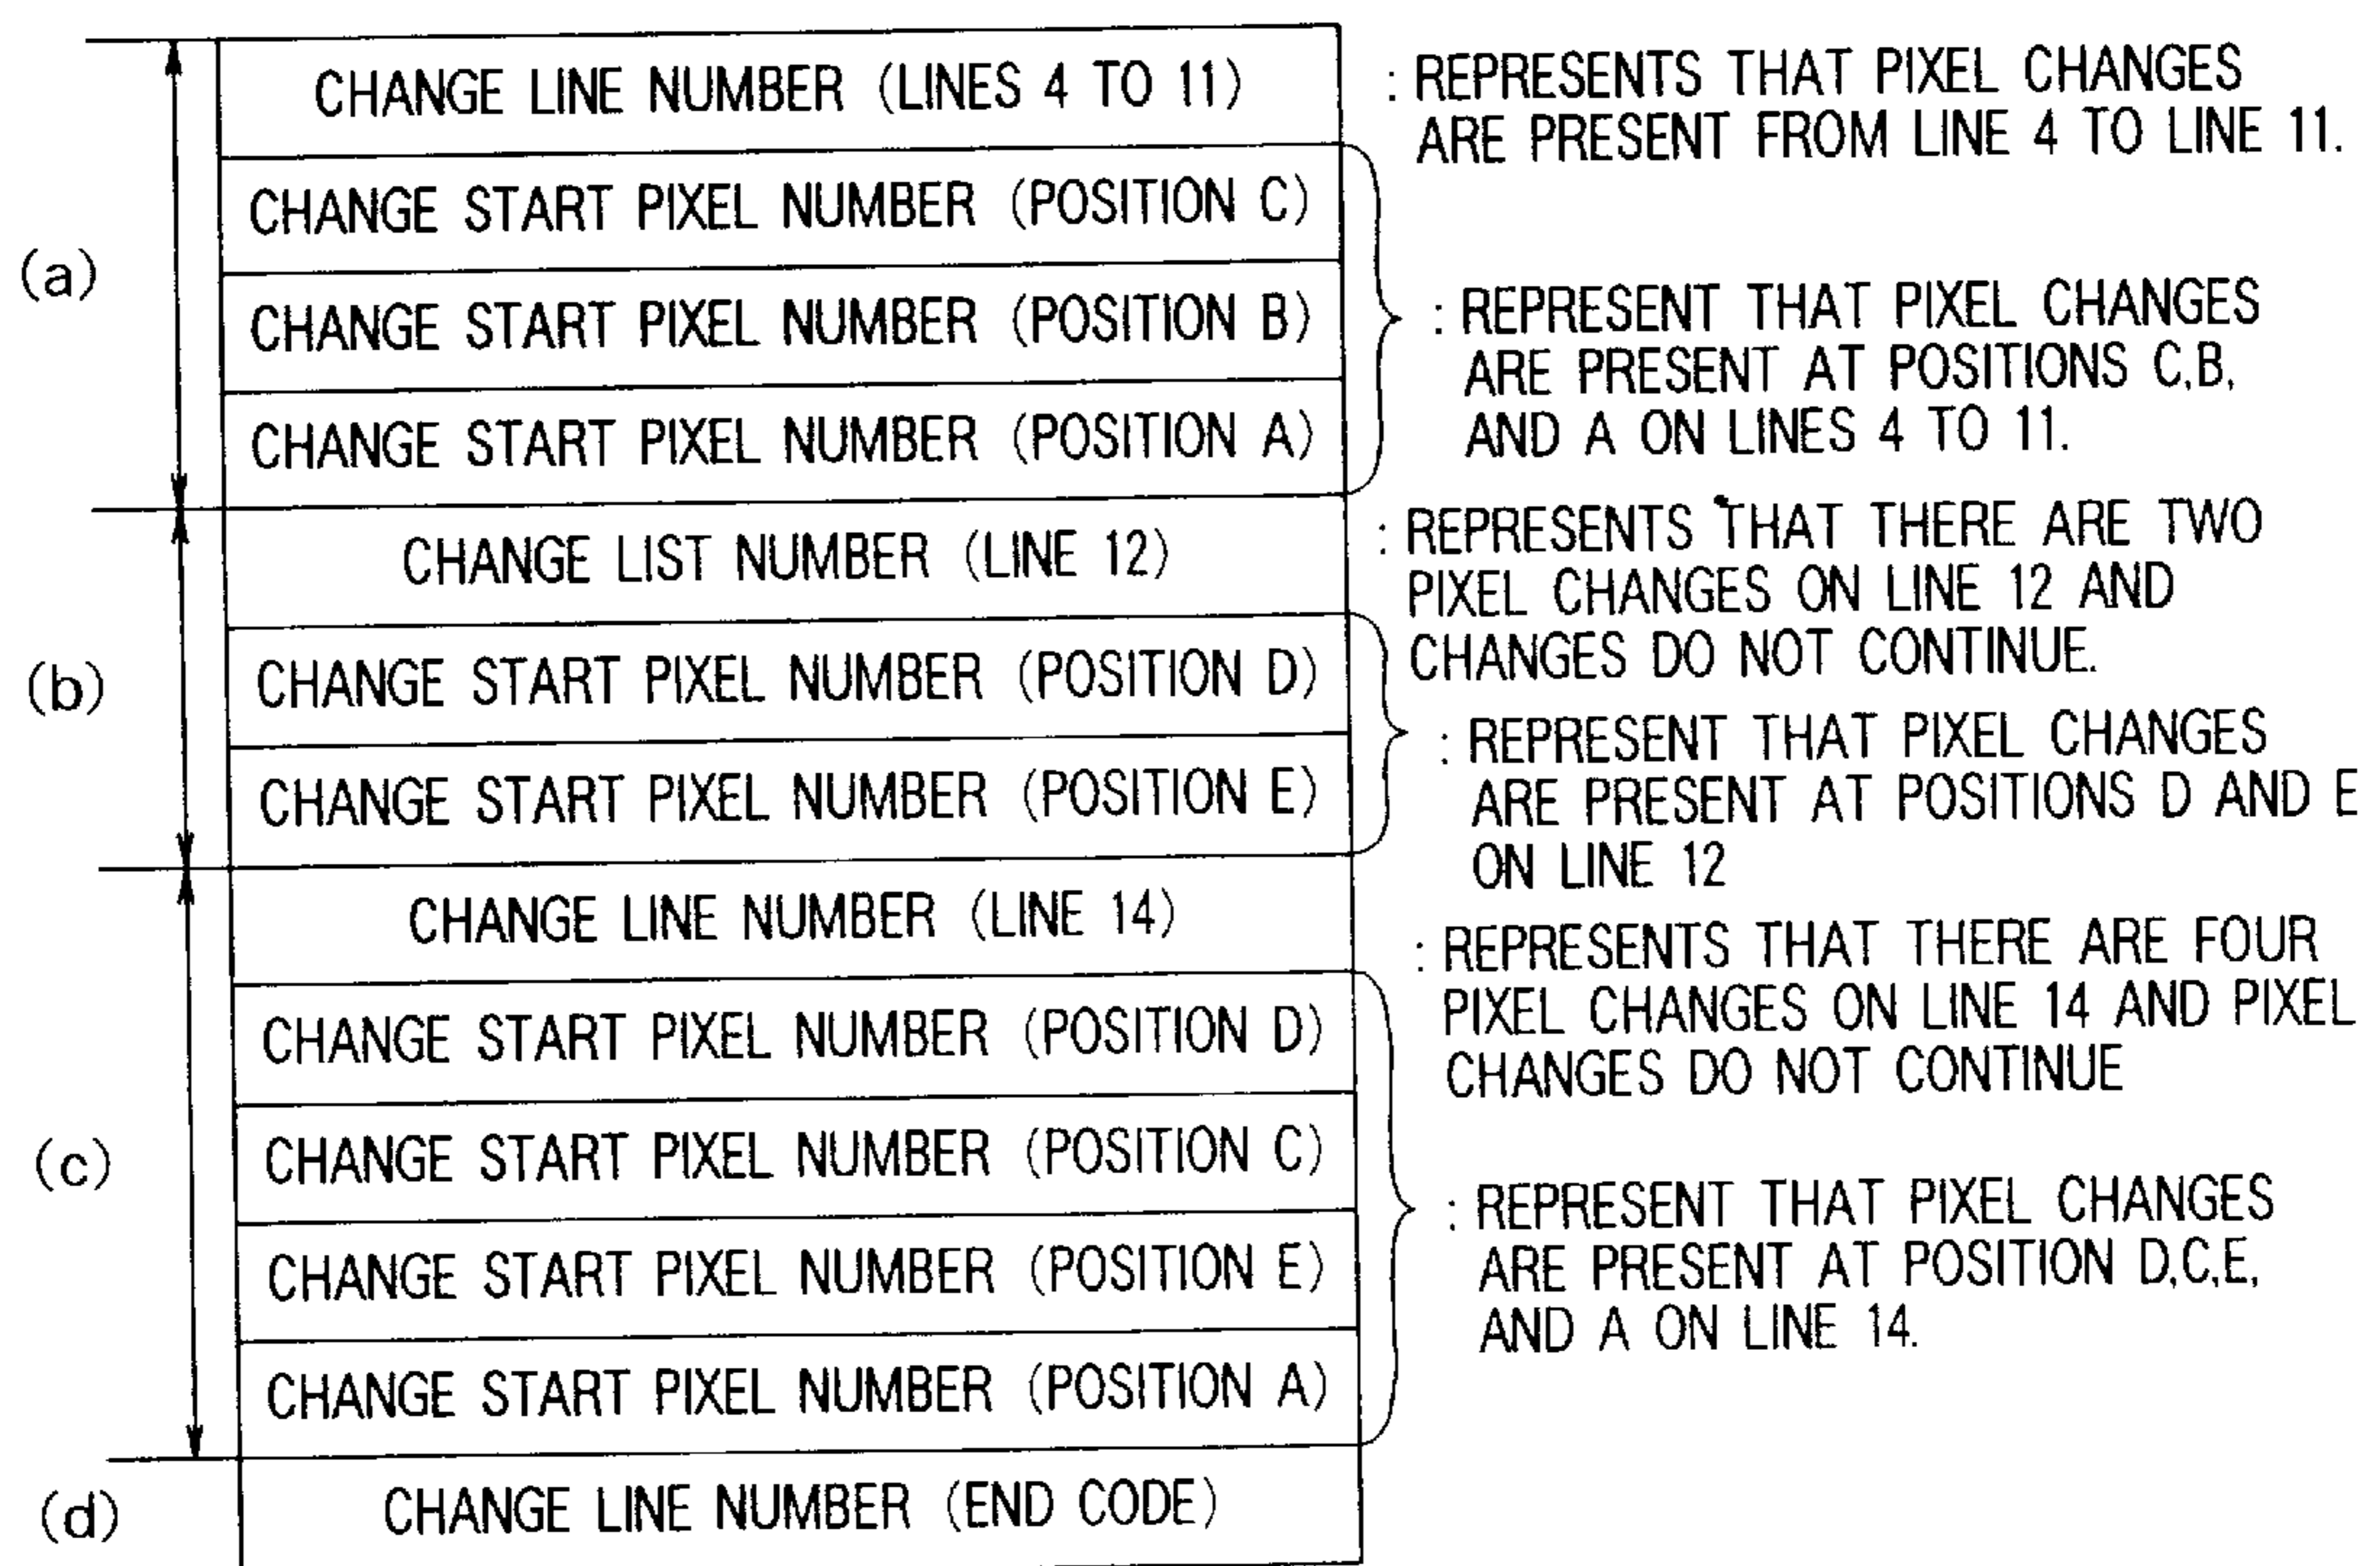 CHANGE LINE NUMBER (LINES 4 TO 11)
: REPRESENTS THAT PIXEL CHANGES
ARE PRESENT FROM LINE 4 TO LINE 11.
(a)
CHANGE START PIXEL NUMBER (POSITION C)
CHANGE START PIXEL NUMBER (POSITION B)
CHANGE START PIXEL NUMBER (POSITION A)
: REPRESENT THAT PIXEL CHANGES
ARE PRESENT AT POSITIONS C,B,
AND A ON LINES 4 TO 11.
(b)
CHANGE LIST NUMBER (LINE 12)
: REPRESENTS THAT THERE ARE TWO
PIXEL CHANGES ON LINE 12 AND
CHANGES DO NOT CONTINUE.
CHANGE START PIXEL NUMBER (POSITION D)
CHANGE START PIXEL NUMBER (POSITION E)
: REPRESENT THAT PIXEL CHANGES
ARE PRESENT AT POSITIONS D AND E
ON LINE 12
(c)
CHANGE LINE NUMBER (LINE 14)
: REPRESENTS THAT THERE ARE FOUR
PIXEL CHANGES ON LINE 14 AND PIXEL
CHANGES DO NOT CONTINUE
CHANGE START PIXEL NUMBER (POSITION D)
CHANGE START PIXEL NUMBER (POSITION C)
CHANGE START PIXEL NUMBER (POSITION E)
CHANGE START PIXEL NUMBER (POSITION A)
: REPRESENT THAT PIXEL CHANGES
ARE PRESENT AT POSITION D,C,E,
AND A ON LINE 14.
(d)
CHANGE LINE NUMBER (END CODE)